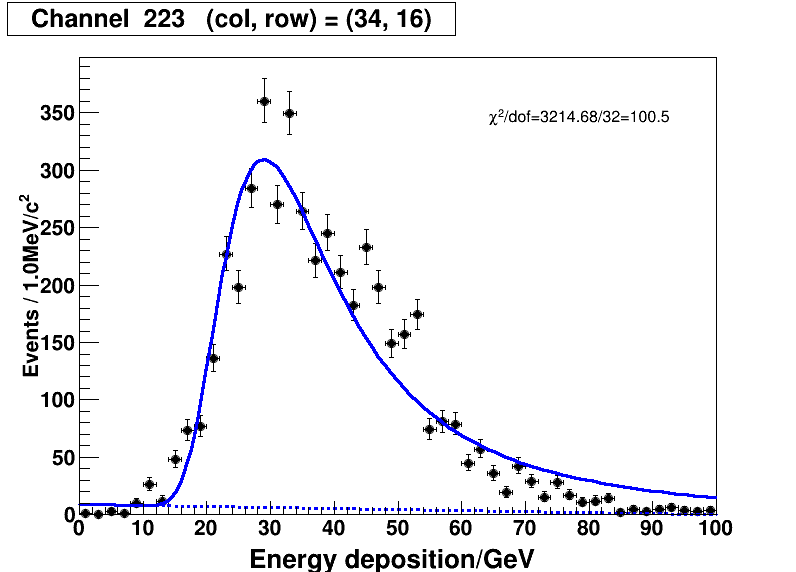 Channel 223 (col, row) = (34, 16)
χ²/dof=3214.68/32=100.5
Events / 1.0MeV/c²
350
300
250
200
150
100
50
0
0 10 20 30 40 50 60 70 80 90 100
Energy deposition/GeV